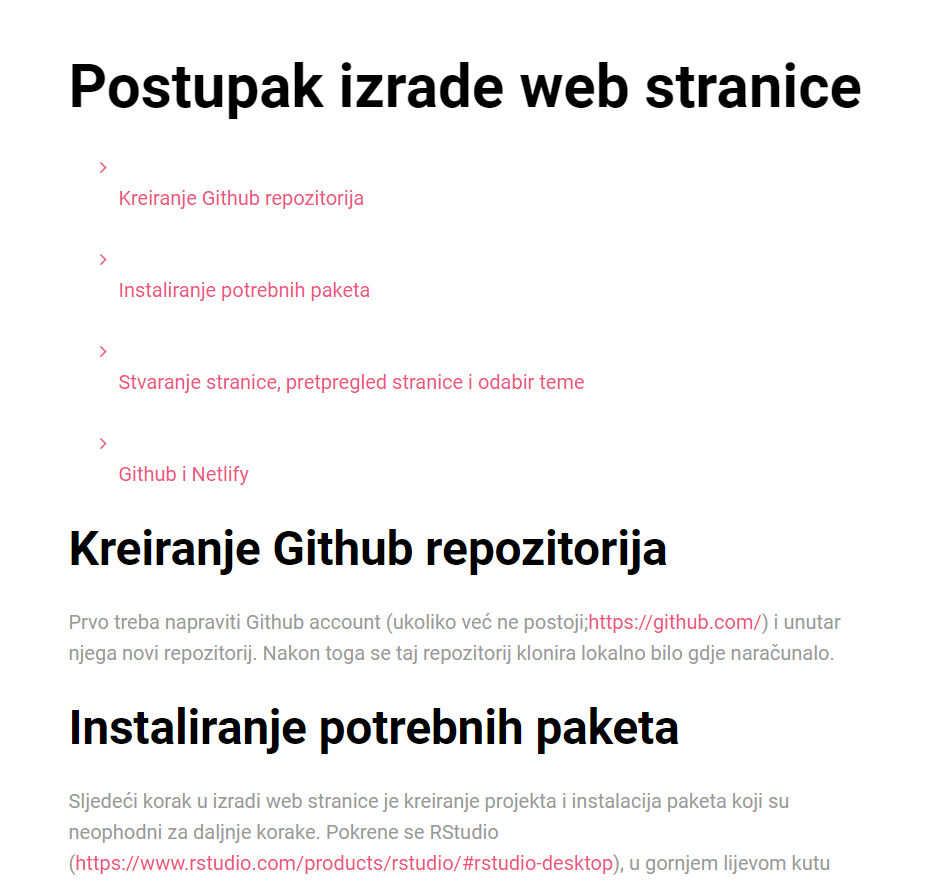 Postupak izrade web stranice
Kreiranje Github repozitorija
Instaliranje potrebnih paketa
Stvaranje stranice, pretpregled stranice i odabir teme
Github i Netlify
Kreiranje Github repozitorija
Prvo treba napraviti Github account (ukoliko već ne postoji;https://github.com/) i unutar
njega novi repozitorij. Nakon toga se taj repozitorij klonira lokalno bilo gdje naračunalo.
Instaliranje potrebnih paketa
Sljedeći korak u izradi web stranice je kreiranje projekta i instalacija paketa koji su
neophodni za daljnje korake. Pokrene se RStudio
(https://www.rstudio.com/products/rstudio/#rstudio-desktop), u gornjem lijevom kutu